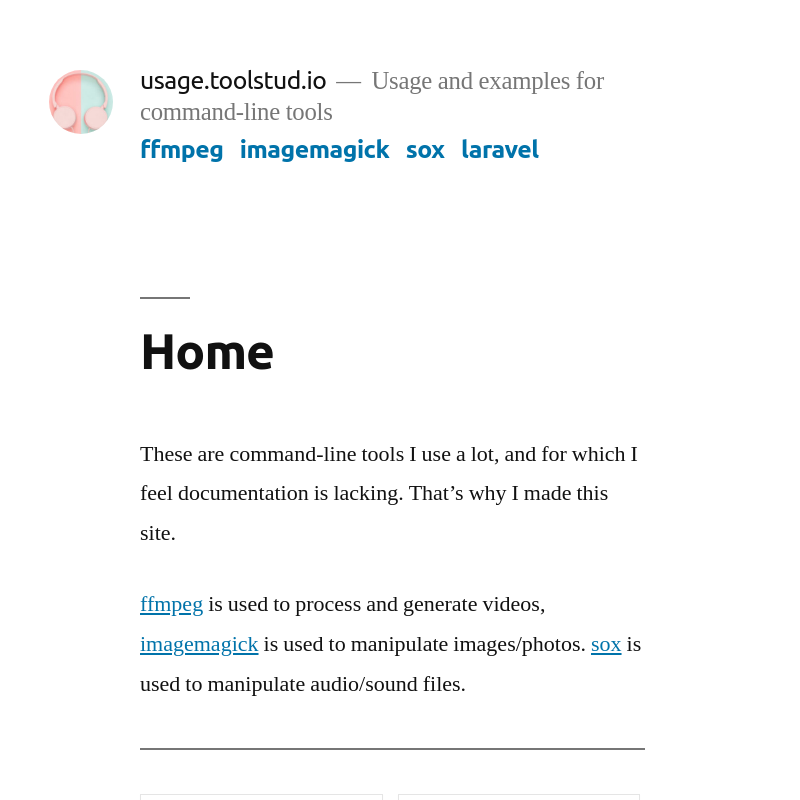 usage.toolstud.io — Usage and examples for
command-line tools
ffmpeg imagemagick sox laravel
Home
These are command-line tools I use a lot, and for which I
feel documentation is lacking. That’s why I made this
site.
ffmpeg is used to process and generate videos,
imagemagick is used to manipulate images/photos. sox is
used to manipulate audio/sound files.